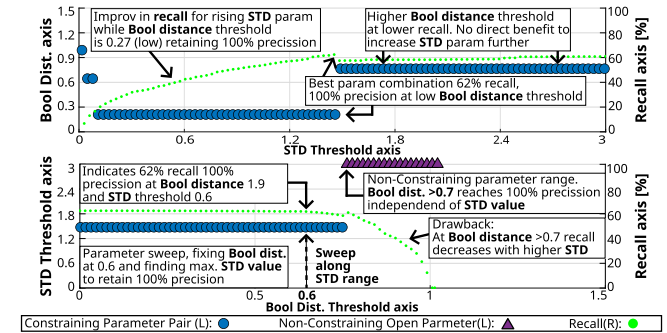 1.5
1.2
0.9
0.6
0.3
0
Bool Dist. axis
Improv in recall for rising STD param
while Bool distance threshold
is 0.27 (low) retaining 100% precission
Higher Bool distance threshold
at lower recall. No direct benefit to
increase STD param further
Best param combination 62% recall,
100% precision at low Bool distance threshold
100
80
60
40
20
0
Recall axis [%]
0 0.6 1.2 1.8 2.4 3
STD Threshold axis
3
2.4
1.8
1.2
0.6
0
STD Threshold axis
Indicates 62% recall 100%
precission at Bool distance 1.9
and STD threshold 0.6
Non-Constraining parameter range.
Bool dist. >0.7 reaches 100% precission
independend of STD value
Drawback:
At Bool distance >0.7 recall
decreases with higher STD
Parameter sweep, fixing Bool dist.
at 0.6 and finding max. STD value
to retain 100% precision
Sweep
along
STD range
100
80
60
40
20
0
Recall axis [%]
0 0.5 0.6 1 1.5
Bool Dist. Threshold axis
Constraining Parameter Pair (L): Non-Constraining Open Parmeter(L): Recall(R):